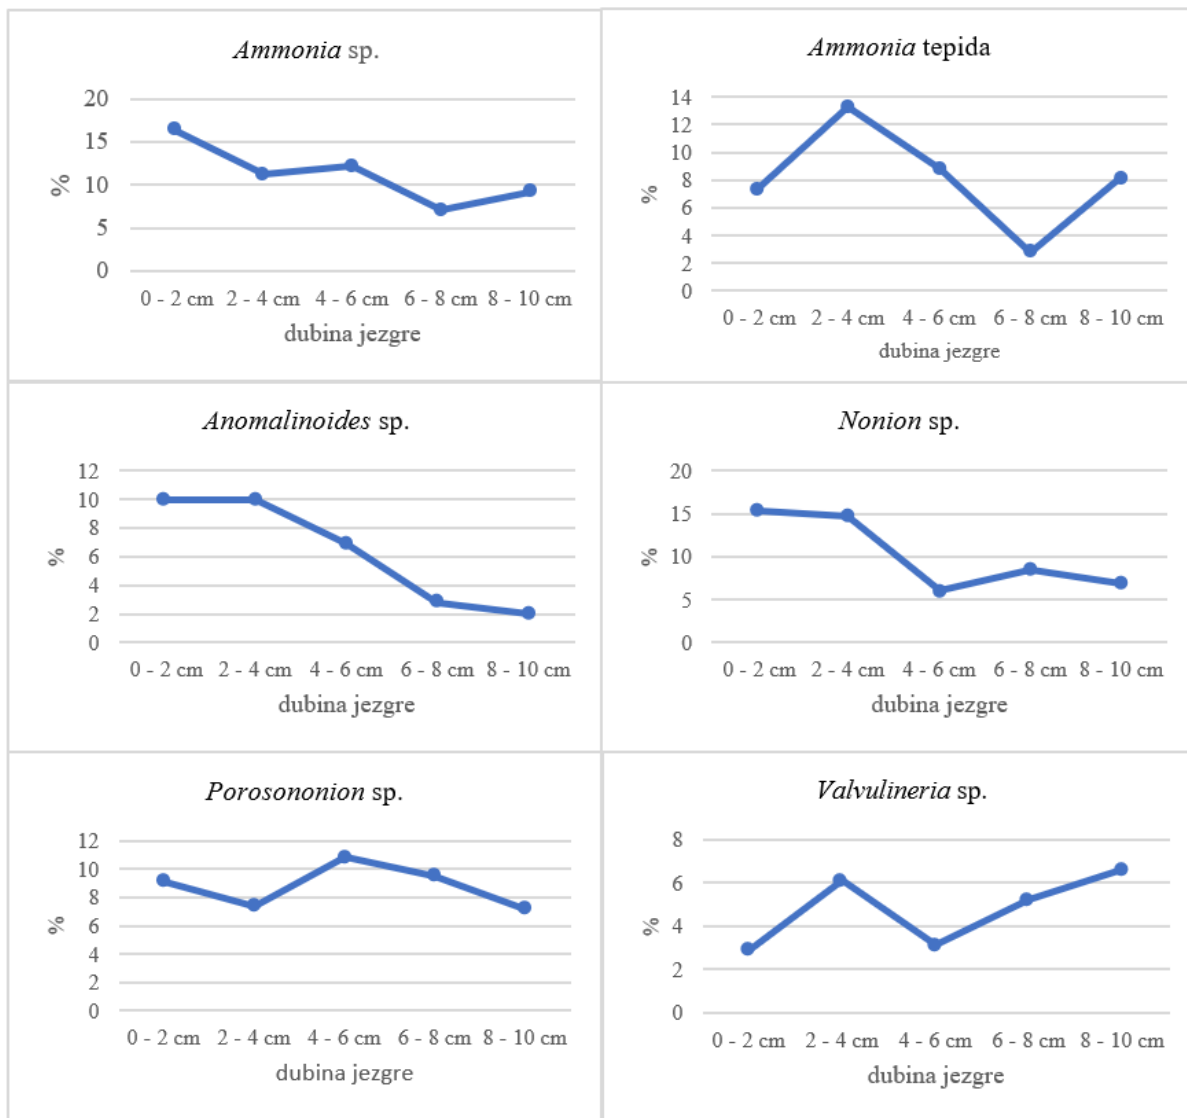 Ammonia sp.
%
20
15
10
5
0
0 - 2 cm 2 - 4 cm 4 - 6 cm 6 - 8 cm 8 - 10 cm
dubina jezgre
Ammonia tepida
%
14
12
10
8
6
4
2
0
0 - 2 cm 2 - 4 cm 4 - 6 cm 6 - 8 cm 8 - 10 cm
dubina jezgre
Anomalinoides sp.
%
12
10
8
6
4
2
0
0 - 2 cm 2 - 4 cm 4 - 6 cm 6 - 8 cm 8 - 10 cm
dubina jezgre
Nonion sp.
%
20
15
10
5
0
0 - 2 cm 2 - 4 cm 4 - 6 cm 6 - 8 cm 8 - 10 cm
dubina jezgre
Porosononion sp.
%
12
10
8
6
4
2
0
0 - 2 cm 2 - 4 cm 4 - 6 cm 6 - 8 cm 8 - 10 cm
dubina jezgre
Valvulineria sp.
%
8
6
4
2
0
0 - 2 cm 2 - 4 cm 4 - 6 cm 6 - 8 cm 8 - 10 cm
dubina jezgre